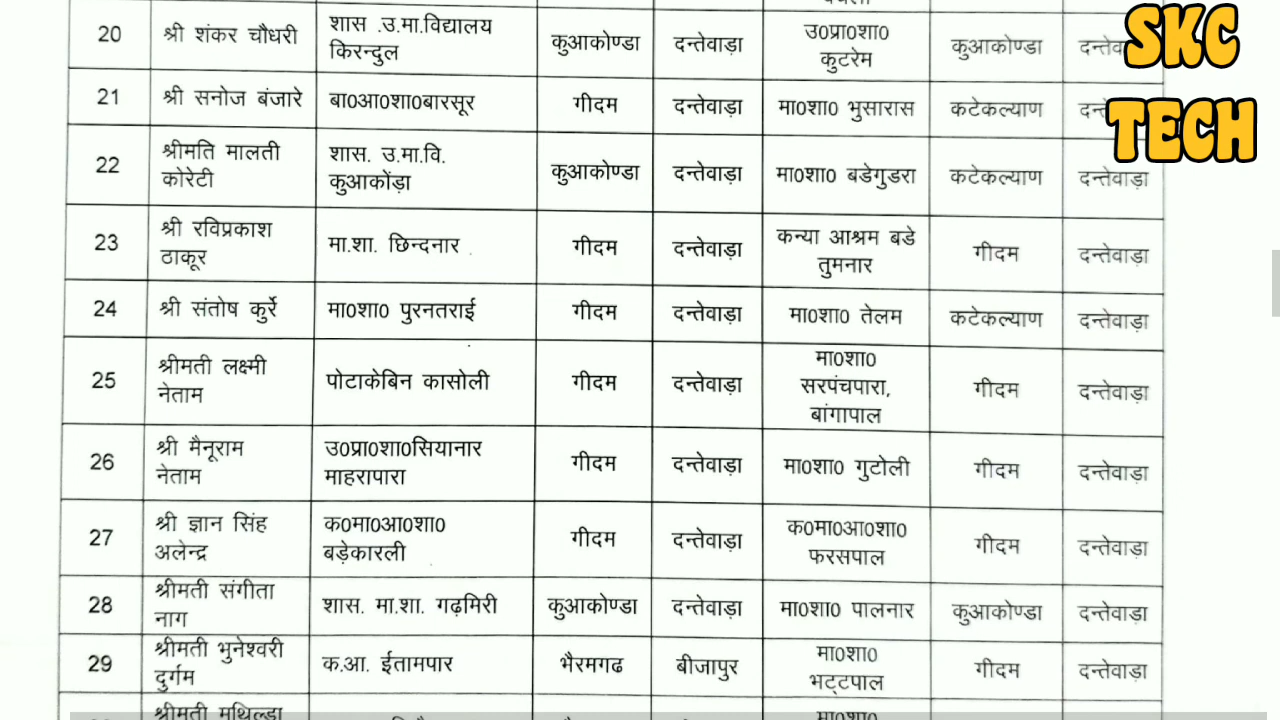 20 श्री शंकर चौधरी शास .उ.मा.विद्यालय किरन्दुल कुआकोण्डा दन्तेवाड़ा उ0प्रा0शा0 कुटरेम कुआकोण्डा
21 श्री सनोज बंजारे बा0आ0शा0बारसूर गीदम दन्तेवाड़ा मा0शा0 भुसारास कटेकल्याण
22 श्रीमति मालती कोरेटी शास. उ.मा.वि. कुआकोंड़ा कुआकोण्डा दन्तेवाड़ा मा0शा0 बडेगुडरा कटेकल्याण दन्तेवाड़ा
23 श्री रविप्रकाश ठाकूर मा.शा. छिन्दनार गीदम दन्तेवाड़ा कन्या आश्रम बडे तुमनार गीदम दन्तेवाड़ा
24 श्री संतोष कुर्रे मा0शा0 पुरनतराई गीदम दन्तेवाड़ा मा0शा0 तेलम कटेकल्याण दन्तेवाड़ा
25 श्रीमती लक्ष्मी नेताम पोटाकेबिन कासोली गीदम दन्तेवाड़ा मा0शा0 सरपंचपारा, बांगापाल गीदम दन्तेवाड़ा
26 श्री मैनूराम नेताम उ0प्रा0शा0सियानार माहरापारा गीदम दन्तेवाड़ा मा0शा0 गुटोली गीदम दन्तेवाड़ा
27 श्री ज्ञान सिंह अलेन्द्र क0मा0आ0शा0 बड़ेकारली गीदम दन्तेवाड़ा क0मा0आ0शा0 फरसपाल गीदम दन्तेवाड़ा
28 श्रीमती संगीता नाग शास. मा.शा. गढ़मिरी कुआकोण्डा दन्तेवाड़ा मा0शा0 पालनार कुआकोण्डा दन्तेवाड़ा
29 श्रीमती भुनेश्वरी दुर्गम क.आ. ईतामपार भैरमगढ बीजापुर मा0शा0 भट्टपाल गीदम दन्तेवाड़ा
श्रीमती मथिल्डा मा0शा0
SKC
TECH